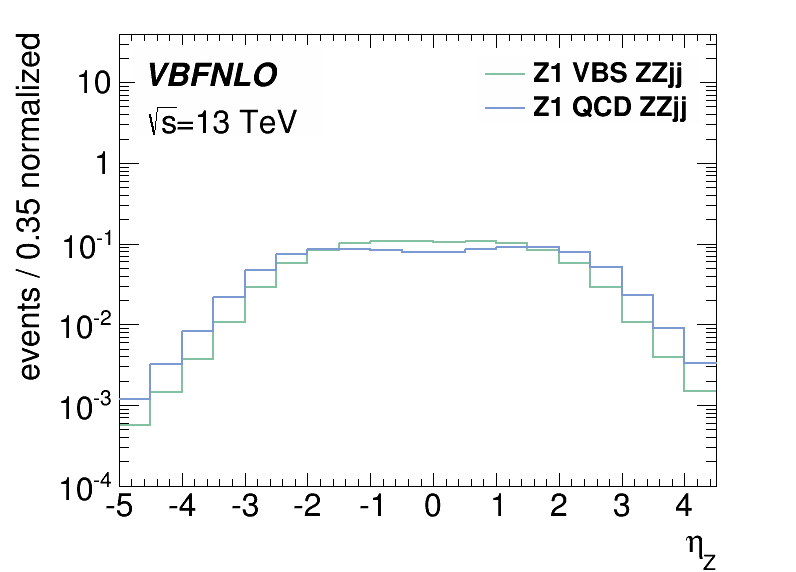 VBFNLO
√s=13 TeV
Z1 VBS ZZjj
Z1 QCD ZZjj
events / 0.35 normalized
10
1
10⁻¹
10⁻²
10⁻³
10⁻⁴
-5 -4 -3 -2 -1 0 1 2 3 4
η_Z